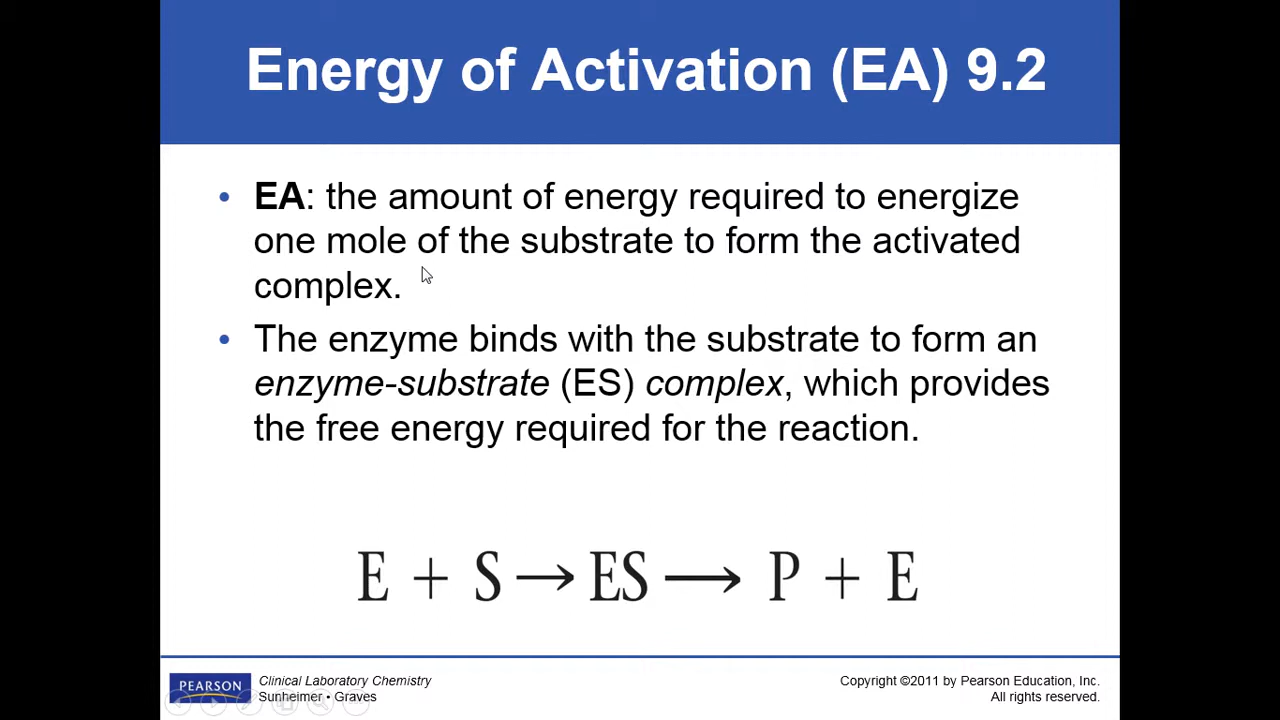 Energy of Activation (EA) 9.2
• EA: the amount of energy required to energize
one mole of the substrate to form the activated
complex.
• The enzyme binds with the substrate to form an
enzyme-substrate (ES) complex, which provides
the free energy required for the reaction.
E + S → ES → P + E
PEARSON
Clinical Laboratory Chemistry
Sunheimer • Graves
Copyright ©2011 by Pearson Education, Inc.
All rights reserved.